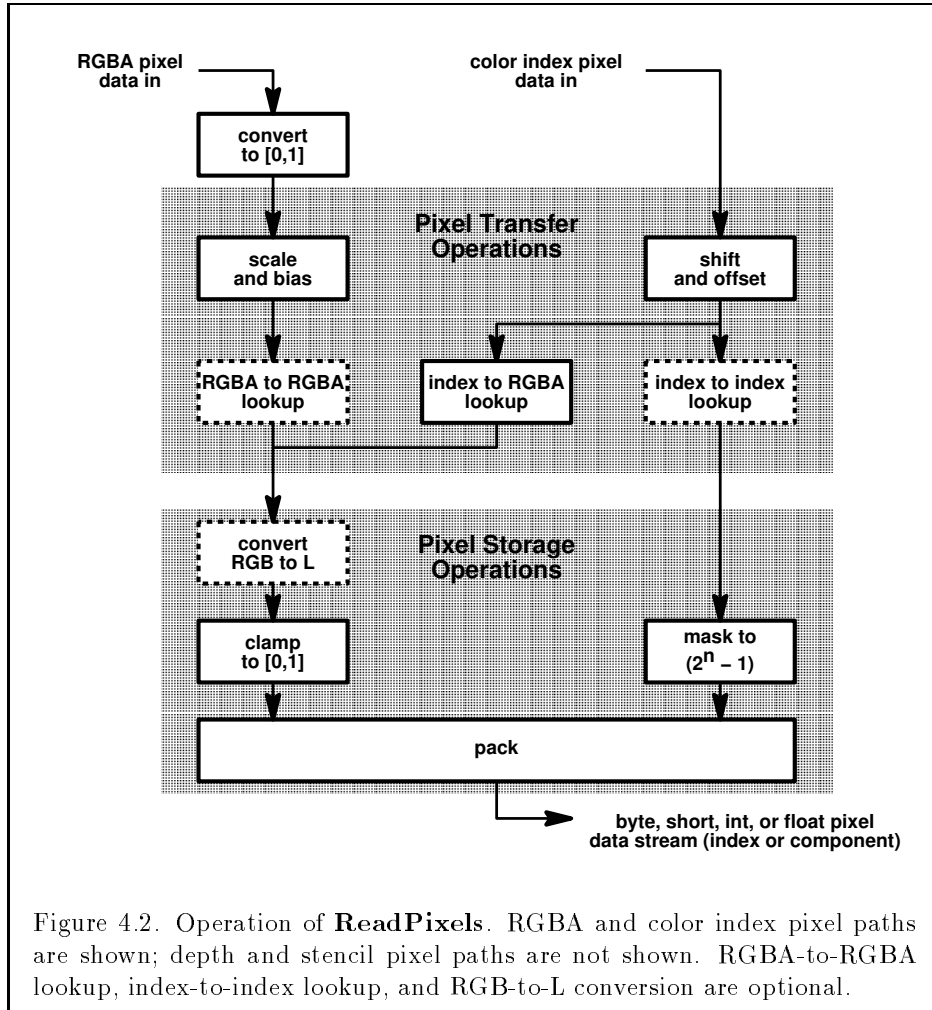 RGBA pixel
data in
color index pixel
data in
convert
to [0,1]
Pixel Transfer
Operations
scale
and bias
shift
and offset
RGBA to RGBA
lookup
index to RGBA
lookup
index to index
lookup
convert
RGB to L
Pixel Storage
Operations
clamp
to [0,1]
mask to
(2^n − 1)
pack
byte, short, int, or float pixel
data stream (index or component)
Figure 4.2. Operation of ReadPixels. RGBA and color index pixel paths
are shown; depth and stencil pixel paths are not shown. RGBA-to-RGBA
lookup, index-to-index lookup, and RGB-to-L conversion are optional.